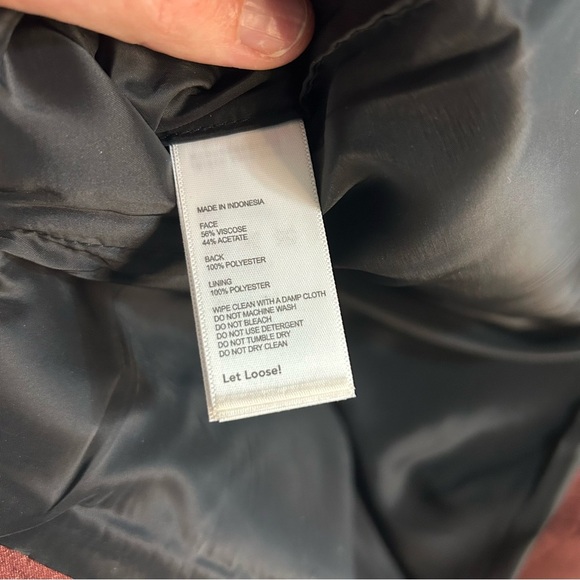 MADE IN INDONESIA
FACE
56% VISCOSE
44% ACETATE
BACK
100% POLYESTER
LINING
100% POLYESTER
WIPE CLEAN WITH A DAMP CLOTH
DO NOT MACHINE WASH
DO NOT BLEACH
DO NOT USE DETERGENT
DO NOT TUMBLE DRY
DO NOT DRY CLEAN
Let Loose!